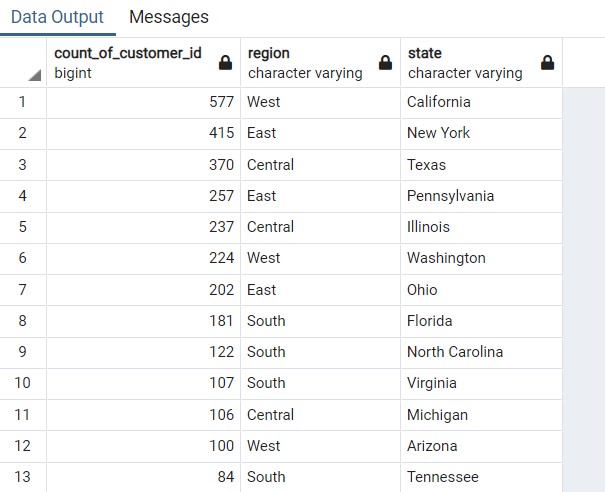 Data Output Messages
count_of_customer_id region state
bigint character varying character varying
1 577 West California
2 415 East New York
3 370 Central Texas
4 257 East Pennsylvania
5 237 Central Illinois
6 224 West Washington
7 202 East Ohio
8 181 South Florida
9 122 South North Carolina
10 107 South Virginia
11 106 Central Michigan
12 100 West Arizona
13 84 South Tennessee